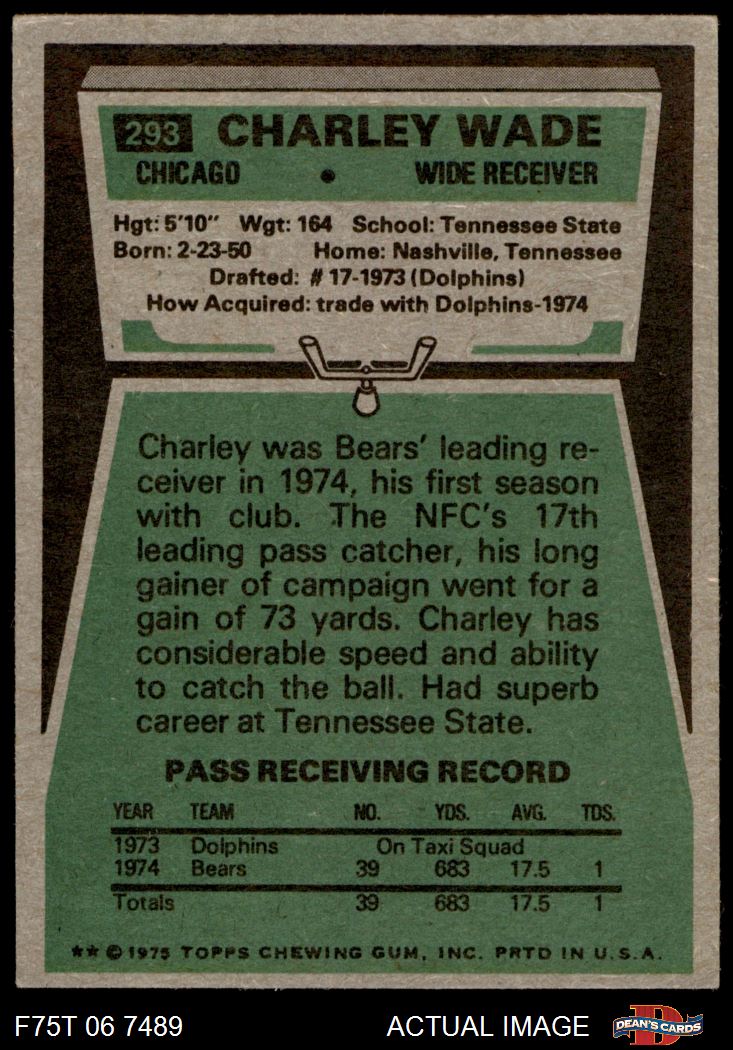 293 CHARLEY WADE
CHICAGO • WIDE RECEIVER
Hgt: 5'10" Wgt: 164 School: Tennessee State
Born: 2-23-50 Home: Nashville, Tennessee
Drafted: #17-1973 (Dolphins)
How Acquired: trade with Dolphins-1974
Charley was Bears' leading re-
ceiver in 1974, his first season
with club. The NFC's 17th
leading pass catcher, his long
gainer of campaign went for a
gain of 73 yards. Charley has
considerable speed and ability
to catch the ball. Had superb
career at Tennessee State.
PASS RECEIVING RECORD
YEAR TEAM NO. YDS. AVG. TDS.
1973 Dolphins On Taxi Squad
1974 Bears 39 683 17.5 1
Totals 39 683 17.5 1
** © 1975 TOPPS CHEWING GUM, INC. PRTD IN U.S.A.
F75T 06 7489 ACTUAL IMAGE D DEAN'S CARDS